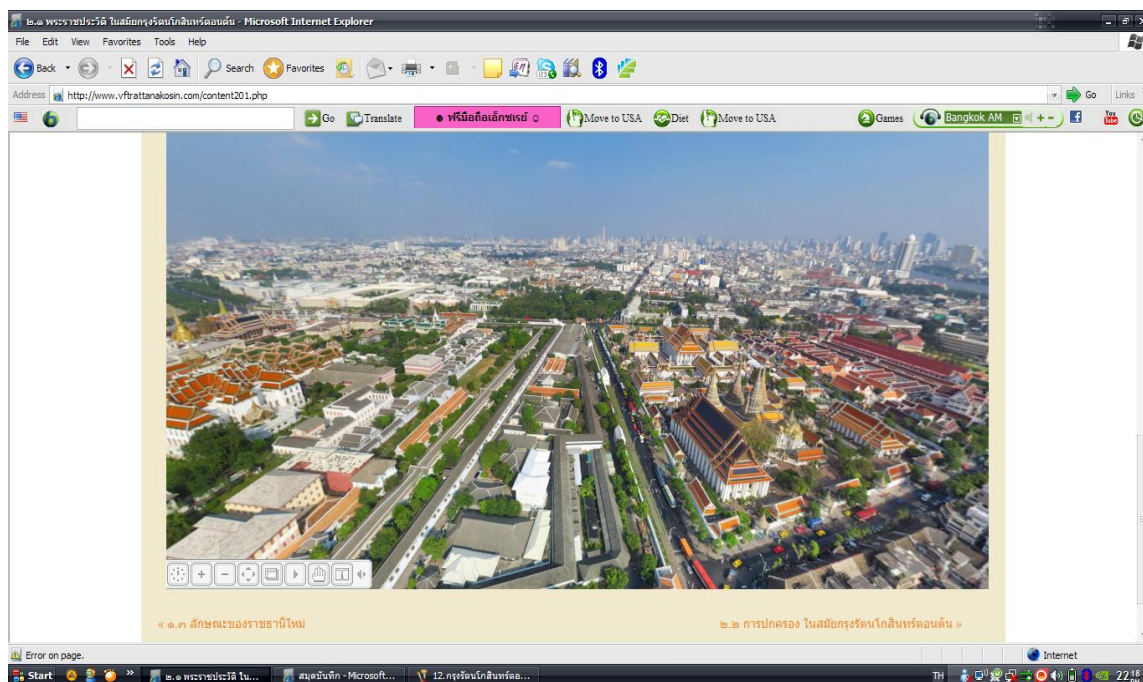 ๒.๑ พระราชประวัติ ในสมัยกรุงรัตนโกสินทร์ตอนต้น - Microsoft Internet Explorer
File Edit View Favorites Tools Help
Back Search Favorites
Address http://www.vftrattanakosin.com/content201.php Go Links
Go Translate ☻ ฟรีมือถือเอ็กซเรย์ ☺ Move to USA Diet Move to USA Games Bangkok AM
« ๑.๓ ลักษณะของราชธานีใหม่ ๒.๒ การปกครอง ในสมัยกรุงรัตนโกสินทร์ตอนต้น »
Error on page. Internet
Start ๒.๑ พระราชประวัติ ใน... สมุดบันทึก - Microsoft... 12.กรุงรัตนโกสินทร์ตอ... TH 22:18